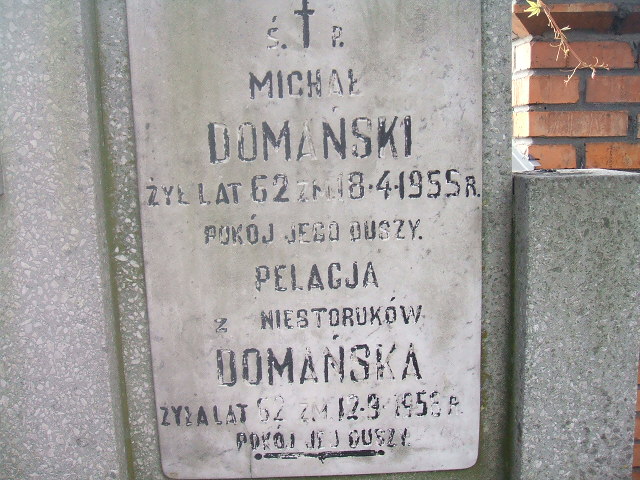 Ś. P.
MICHAŁ
DOMAŃSKI
ŻYŁ LAT 62 ZM. 18·4·1955 R.
POKÓJ JEGO DUSZY.
PELAGJA
Z NIESTORUKÓW
DOMAŃSKA
ŻYŁA LAT 62 ZM. 12·9· R.
POKÓJ JEJ DUSZY.